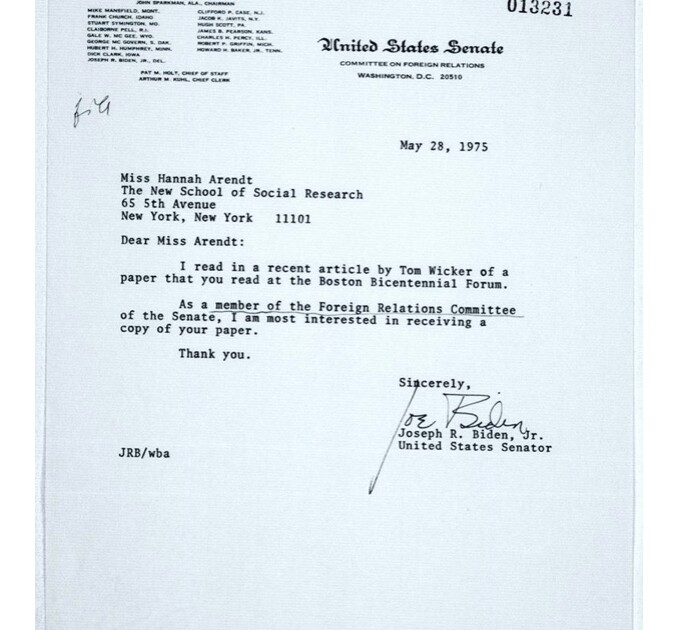 JOHN SPARKMAN, ALA., CHAIRMAN
MIKE MANSFIELD, MONT. CLIFFORD P. CASE, N.J.
FRANK CHURCH, IDAHO JACOB K. JAVITS, N.Y.
STUART SYMINGTON, MO. HUGH SCOTT, PA.
CLAIBORNE PELL, R.I. JAMES B. PEARSON, KANS.
GALE W. MC GEE, WYO. CHARLES H. PERCY, ILL.
GEORGE MC GOVERN, S. DAK. ROBERT P. GRIFFIN, MICH.
HUBERT H. HUMPHREY, MINN. HOWARD H. BAKER, JR., TENN.
DICK CLARK, IOWA
JOSEPH R. BIDEN, JR., DEL.
PAT M. HOLT, CHIEF OF STAFF
ARTHUR M. KUHL, CHIEF CLERK
013231
United States Senate
COMMITTEE ON FOREIGN RELATIONS
WASHINGTON, D.C. 20510
May 28, 1975
Miss Hannah Arendt
The New School of Social Research
65 5th Avenue
New York, New York 11101
Dear Miss Arendt:
I read in a recent article by Tom Wicker of a
paper that you read at the Boston Bicentennial Forum.
As a member of the Foreign Relations Committee
of the Senate, I am most interested in receiving a
copy of your paper.
Thank you.
Sincerely,
Joe Biden
Joseph R. Biden, Jr.
United States Senator
JRB/wba